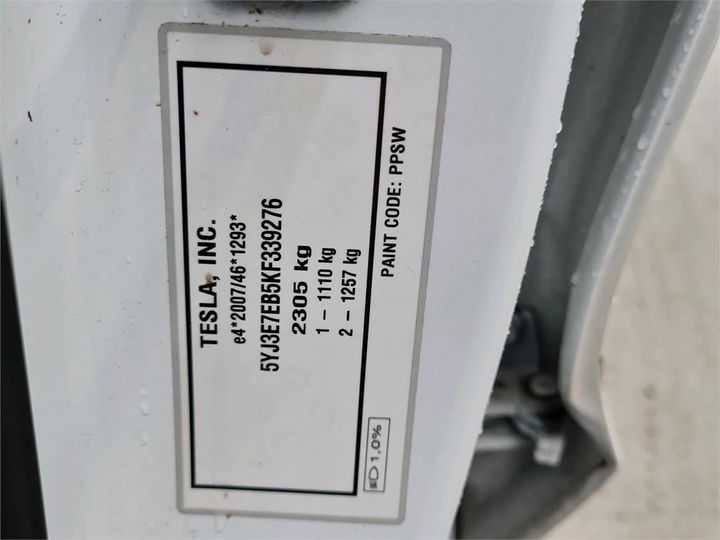 TESLA, INC.
e4*2007/46*1293*
5YJ3E7EB5KF339276
2305 kg
1 - 1110 kg
2 - 1257 kg
PAINT CODE: PPSW
1,0%